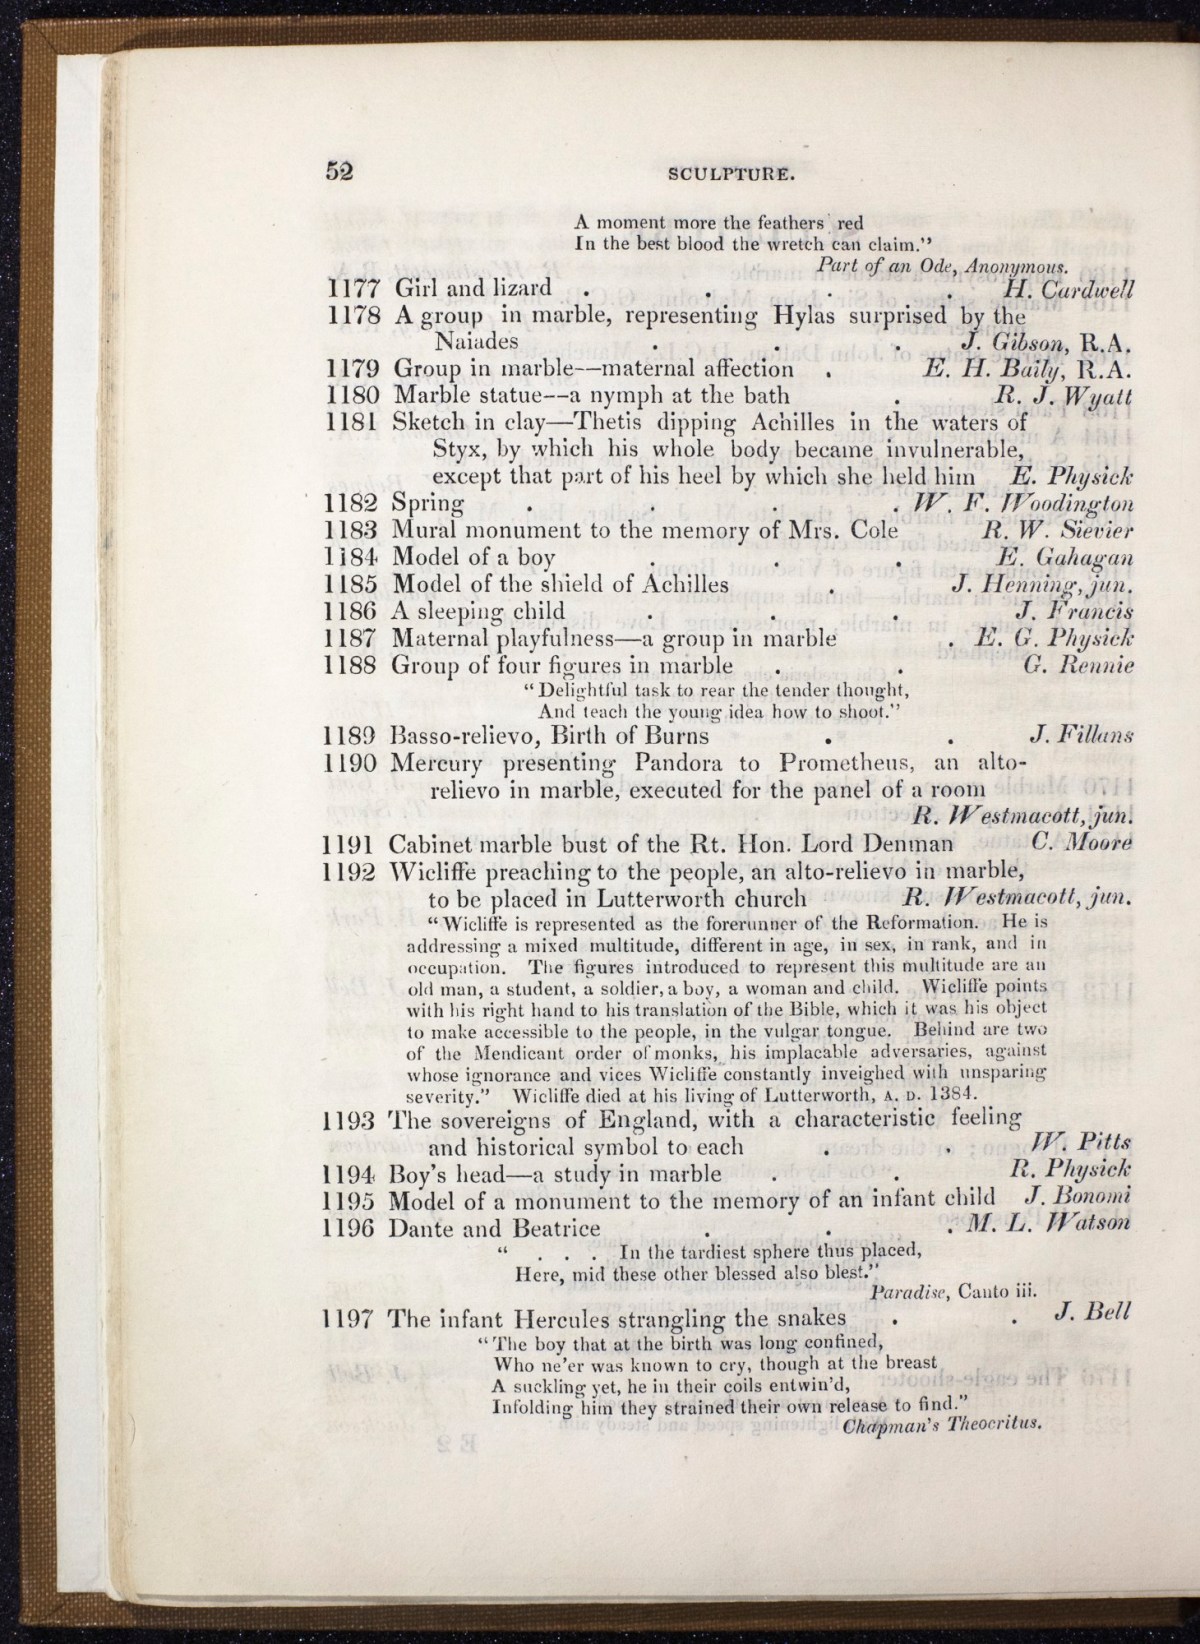 52 SCULPTURE.
A moment more the feathers red
In the best blood the wretch can claim."
Part of an Ode, Anonymous.
1177 Girl and lizard . . . . H. Cardwell
1178 A group in marble, representing Hylas surprised by the
Naiades . . . J. Gibson, R.A.
1179 Group in marble—maternal affection . E. H. Baily, R.A.
1180 Marble statue—a nymph at the bath . R. J. Wyatt
1181 Sketch in clay—Thetis dipping Achilles in the waters of
Styx, by which his whole body became invulnerable,
except that part of his heel by which she held him E. Physick
1182 Spring . . . . W. F. Woodington
1183 Mural monument to the memory of Mrs. Cole R. W. Sievier
1184 Model of a boy . . . E. Gahagan
1185 Model of the shield of Achilles . J. Henning, jun.
1186 A sleeping child . . . J. Francis
1187 Maternal playfulness—a group in marble . E. G. Physick
1188 Group of four figures in marble . . G. Rennie
"Delightful task to rear the tender thought,
And teach the young idea how to shoot."
1189 Basso-relievo, Birth of Burns . . J. Fillans
1190 Mercury presenting Pandora to Prometheus, an alto-
relievo in marble, executed for the panel of a room
R. Westmacott, jun.
1191 Cabinet marble bust of the Rt. Hon. Lord Denman C. Moore
1192 Wicliffe preaching to the people, an alto-relievo in marble,
to be placed in Lutterworth church R. Westmacott, jun.
"Wicliffe is represented as the forerunner of the Reformation. He is
addressing a mixed multitude, different in age, in sex, in rank, and in
occupation. The figures introduced to represent this multitude are an
old man, a student, a soldier, a boy, a woman and child. Wicliffe points
with his right hand to his translation of the Bible, which it was his object
to make accessible to the people, in the vulgar tongue. Behind are two
of the Mendicant order of monks, his implacable adversaries, against
whose ignorance and vices Wicliffe constantly inveighed with unsparing
severity." Wicliffe died at his living of Lutterworth, A. D. 1384.
1193 The sovereigns of England, with a characteristic feeling
and historical symbol to each . . W. Pitts
1194 Boy's head—a study in marble . . R. Physick
1195 Model of a monument to the memory of an infant child J. Bonomi
1196 Dante and Beatrice . . . M. L. Watson
" . . . In the tardiest sphere thus placed,
Here, mid these other blessed also blest."
Paradise, Canto iii.
1197 The infant Hercules strangling the snakes . . J. Bell
"The boy that at the birth was long confined,
Who ne'er was known to cry, though at the breast
A suckling yet, he in their coils entwin'd,
Infolding him they strained their own release to find."
Chapman's Theocritus.